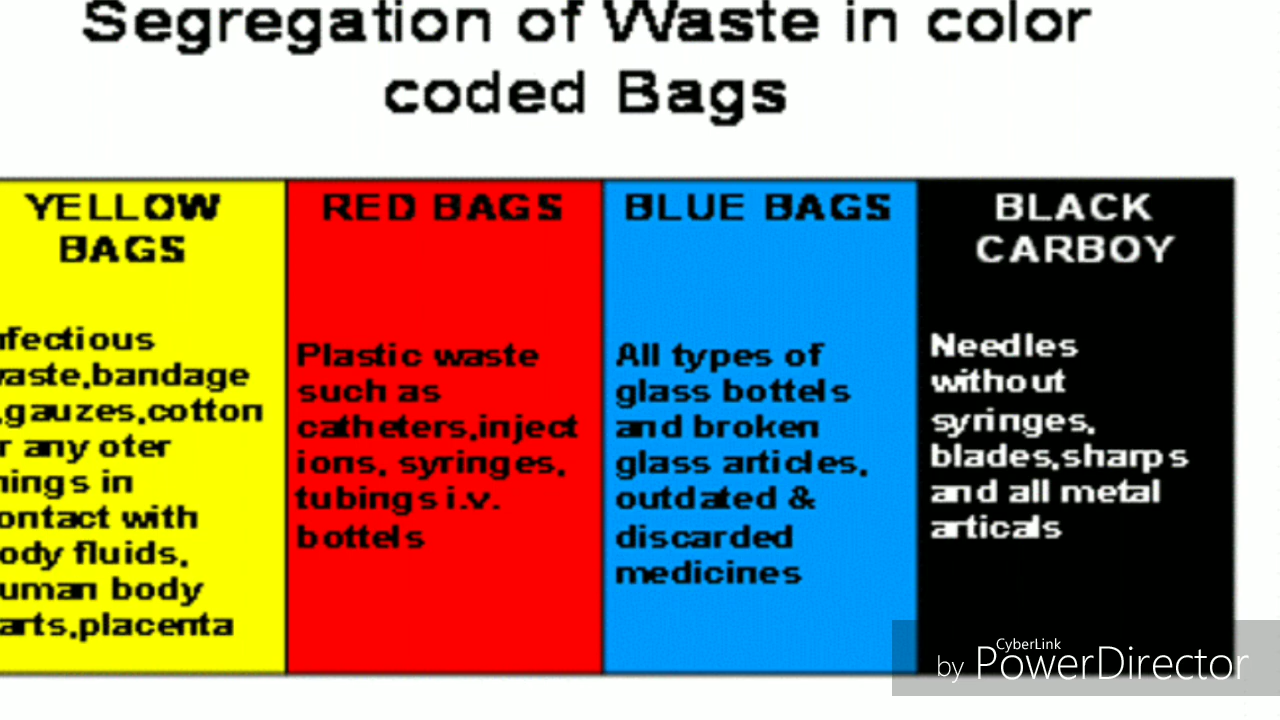 Segregation of Waste in color
coded Bags
YELLOW
BAGS
nfectious
waste,bandage
,gauzes,cotton
r any oter
hings in
ontact with
ody fluids,
uman body
arts,placenta
RED BAGS
Plastic waste
such as
catheters,inject
ions, syringes,
tubings i.v.
bottels
BLUE BAGS
All types of
glass bottels
and broken
glass articles,
outdated &
discarded
medicines
BLACK
CARBOY
Needles
without
syringes,
blades,sharps
and all metal
articals
by CyberLink
PowerDirector